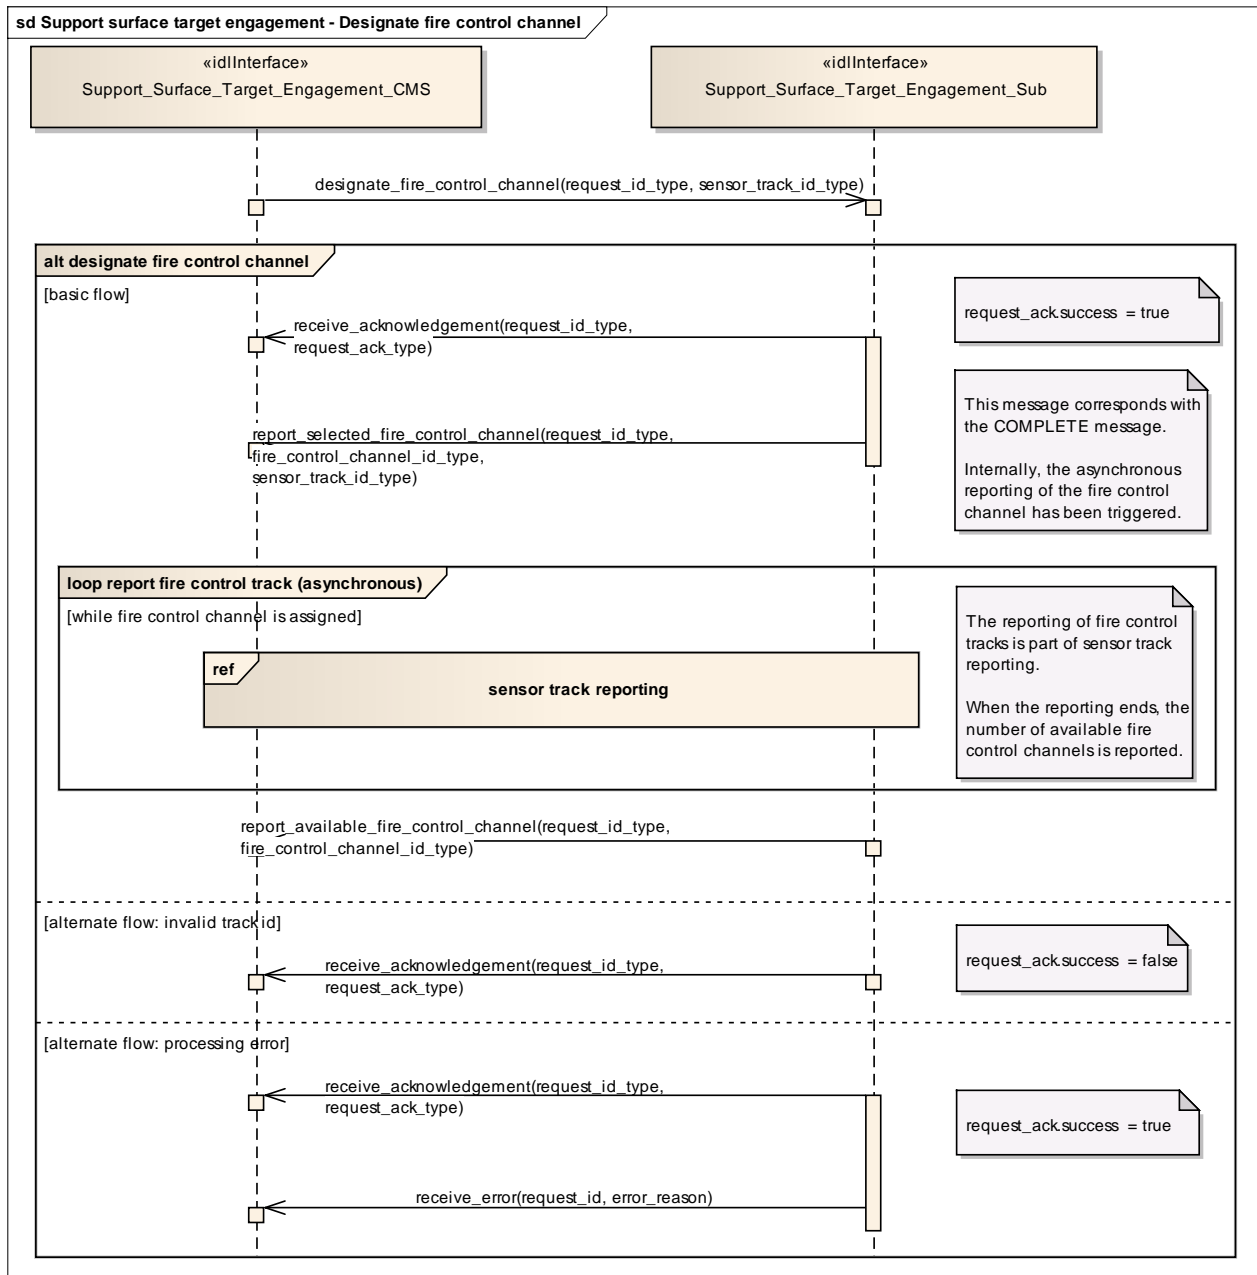 sd Support surface target engagement - Designate fire control channel
«idlInterface»
Support_Surface_Target_Engagement_CMS
«idlInterface»
Support_Surface_Target_Engagement_Sub
designate_fire_control_channel(request_id_type, sensor_track_id_type)
alt designate fire control channel
[basic flow]
request_ack.success = true
receive_acknowledgement(request_id_type,
request_ack_type)
This message corresponds with
the COMPLETE message.
Internally, the asynchronous
reporting of the fire control
channel has been triggered.
report_selected_fire_control_channel(request_id_type,
fire_control_channel_id_type,
sensor_track_id_type)
loop report fire control track (asynchronous)
[while fire control channel is assigned]
The reporting of fire control
tracks is part of sensor track
reporting.
When the reporting ends, the
number of available fire
control channels is reported.
ref
sensor track reporting
report_available_fire_control_channel(request_id_type,
fire_control_channel_id_type)
[alternate flow: invalid track id]
request_ack.success = false
receive_acknowledgement(request_id_type,
request_ack_type)
[alternate flow: processing error]
receive_acknowledgement(request_id_type,
request_ack_type)
request_ack.success = true
receive_error(request_id, error_reason)